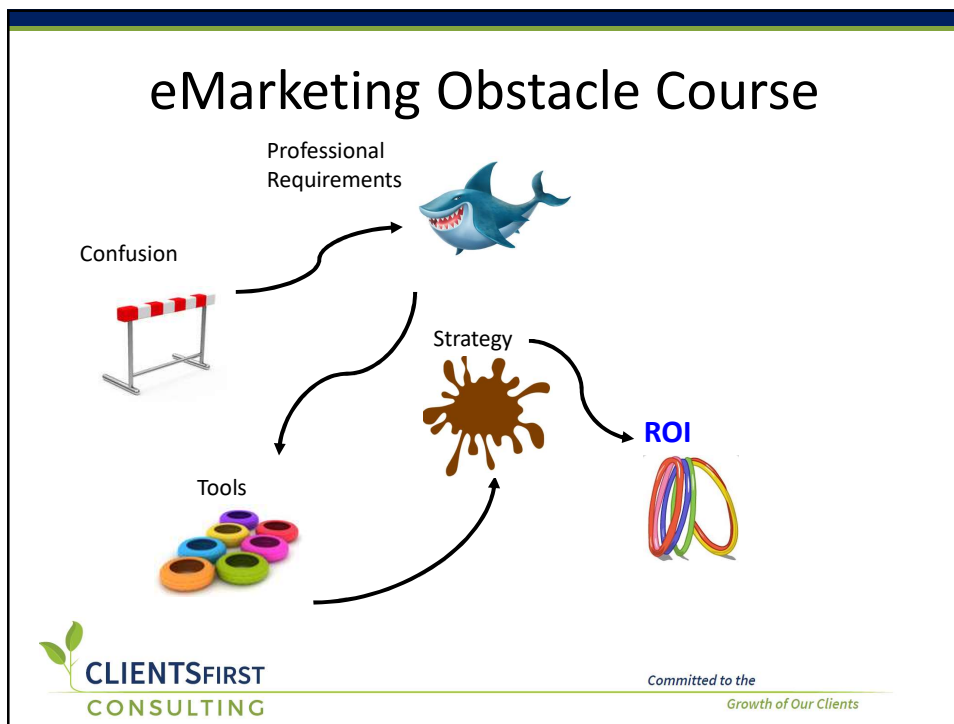 eMarketing Obstacle Course
Professional
Requirements
Confusion
Strategy
ROI
Tools
CLIENTSFIRST
CONSULTING
Committed to the
Growth of Our Clients